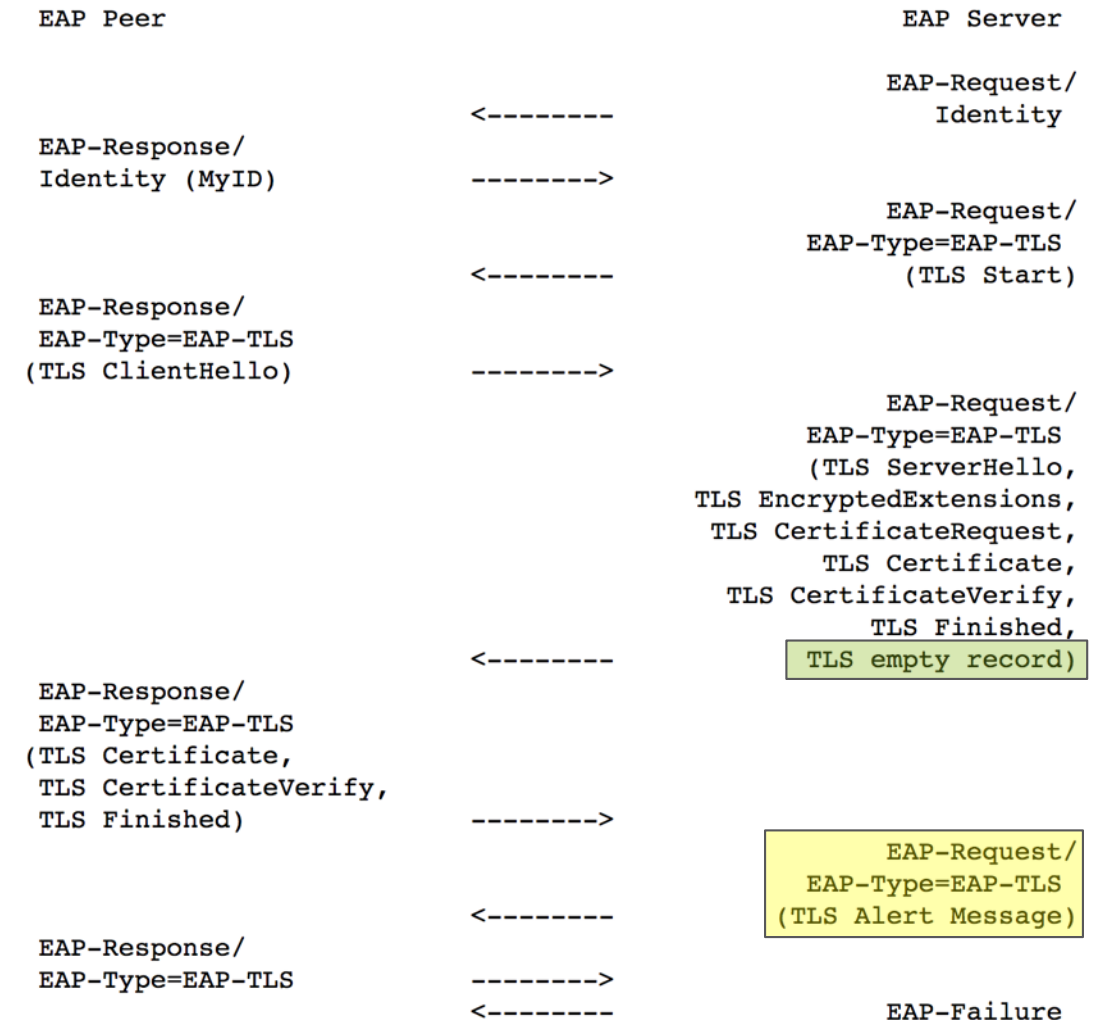 EAP Peer EAP Server
EAP-Request/
<-------- Identity
EAP-Response/
Identity (MyID) -------->
EAP-Request/
EAP-Type=EAP-TLS
<-------- (TLS Start)
EAP-Response/
EAP-Type=EAP-TLS
(TLS ClientHello) -------->
EAP-Request/
EAP-Type=EAP-TLS
(TLS ServerHello,
TLS EncryptedExtensions,
TLS CertificateRequest,
TLS Certificate,
TLS CertificateVerify,
TLS Finished,
<-------- TLS empty record)
EAP-Response/
EAP-Type=EAP-TLS
(TLS Certificate,
TLS CertificateVerify,
TLS Finished) -------->
EAP-Request/
EAP-Type=EAP-TLS
<-------- (TLS Alert Message)
EAP-Response/
EAP-Type=EAP-TLS -------->
<-------- EAP-Failure